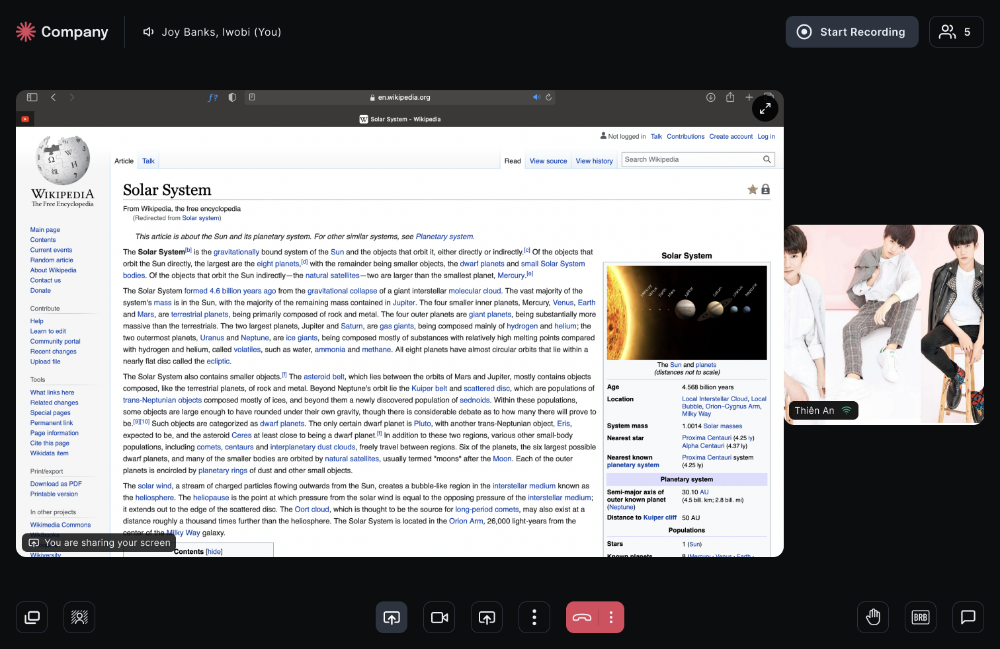 Company
Joy Banks, Iwobi (You)
Start Recording
5
en.wikipedia.org
Solar System – Wikipedia
Not logged in Talk Contributions Create account Log in
Article Talk
Read View source View history
Search Wikipedia
WIKIPEDIA
The Free Encyclopedia
Main page
Contents
Current events
Random article
About Wikipedia
Contact us
Donate
Contribute
Help
Learn to edit
Community portal
Recent changes
Upload file
Tools
What links here
Related changes
Special pages
Permanent link
Page information
Cite this page
Wikidata item
Print/export
Download as PDF
Printable version
In other projects
Wikimedia Commons
Wikibooks
Wikiversity
You are sharing your screen
Solar System
From Wikipedia, the free encyclopedia
(Redirected from Solar system)
This article is about the Sun and its planetary system. For other similar systems, see Planetary system.
The Solar System[b] is the gravitationally bound system of the Sun and the objects that orbit it, either directly or indirectly.[c] Of the objects that
orbit the Sun directly, the largest are the eight planets,[d] with the remainder being smaller objects, the dwarf planets and small Solar System
bodies. Of the objects that orbit the Sun indirectly—the natural satellites—two are larger than the smallest planet, Mercury.[e]
The Solar System formed 4.6 billion years ago from the gravitational collapse of a giant interstellar molecular cloud. The vast majority of the
system's mass is in the Sun, with the majority of the remaining mass contained in Jupiter. The four smaller inner planets, Mercury, Venus, Earth
and Mars, are terrestrial planets, being primarily composed of rock and metal. The four outer planets are giant planets, being substantially more
massive than the terrestrials. The two largest planets, Jupiter and Saturn, are gas giants, being composed mainly of hydrogen and helium; the
two outermost planets, Uranus and Neptune, are ice giants, being composed mostly of substances with relatively high melting points compared
with hydrogen and helium, called volatiles, such as water, ammonia and methane. All eight planets have almost circular orbits that lie within a
nearly flat disc called the ecliptic.
The Solar System also contains smaller objects.[f] The asteroid belt, which lies between the orbits of Mars and Jupiter, mostly contains objects
composed, like the terrestrial planets, of rock and metal. Beyond Neptune's orbit lie the Kuiper belt and scattered disc, which are populations of
trans-Neptunian objects composed mostly of ices, and beyond them a newly discovered population of sednoids. Within these populations,
some objects are large enough to have rounded under their own gravity, though there is considerable debate as to how many there will prove to
be.[9][10] Such objects are categorized as dwarf planets. The only certain dwarf planet is Pluto, with another trans-Neptunian object, Eris,
expected to be, and the asteroid Ceres at least close to being a dwarf planet.[f] In addition to these two regions, various other small-body
populations, including comets, centaurs and interplanetary dust clouds, freely travel between regions. Six of the planets, the six largest possible
dwarf planets, and many of the smaller bodies are orbited by natural satellites, usually termed "moons" after the Moon. Each of the outer
planets is encircled by planetary rings of dust and other small objects.
The solar wind, a stream of charged particles flowing outwards from the Sun, creates a bubble-like region in the interstellar medium known as
the heliosphere. The heliopause is the point at which pressure from the solar wind is equal to the opposing pressure of the interstellar medium;
it extends out to the edge of the scattered disc. The Oort cloud, which is thought to be the source for long-period comets, may also exist at a
distance roughly a thousand times further than the heliosphere. The Solar System is located in the Orion Arm, 26,000 light-years from the
center of the Milky Way galaxy.
Contents [hide]
Solar System
Mercury
Venus
Earth
Mars
Jupiter
Saturn
Uranus
Neptune
The Sun and planets
(distances not to scale)
Age 4.568 billion years
Location Local Interstellar Cloud, Local
Bubble, Orion–Cygnus Arm,
Milky Way
System mass 1.0014 Solar masses
Nearest star Proxima Centauri (4.25 ly)
Alpha Centauri (4.37 ly)
Nearest known Proxima Centauri system
planetary system (4.25 ly)
Planetary system
Semi-major axis of 30.10 AU
outer known planet (4.5 bill. km; 2.8 bill. mi)
(Neptune)
Distance to Kuiper cliff 50 AU
Populations
Stars 1 (Sun)
Known planets 8 (Mercury · Venus · Earth ·
Thiên An
BRB